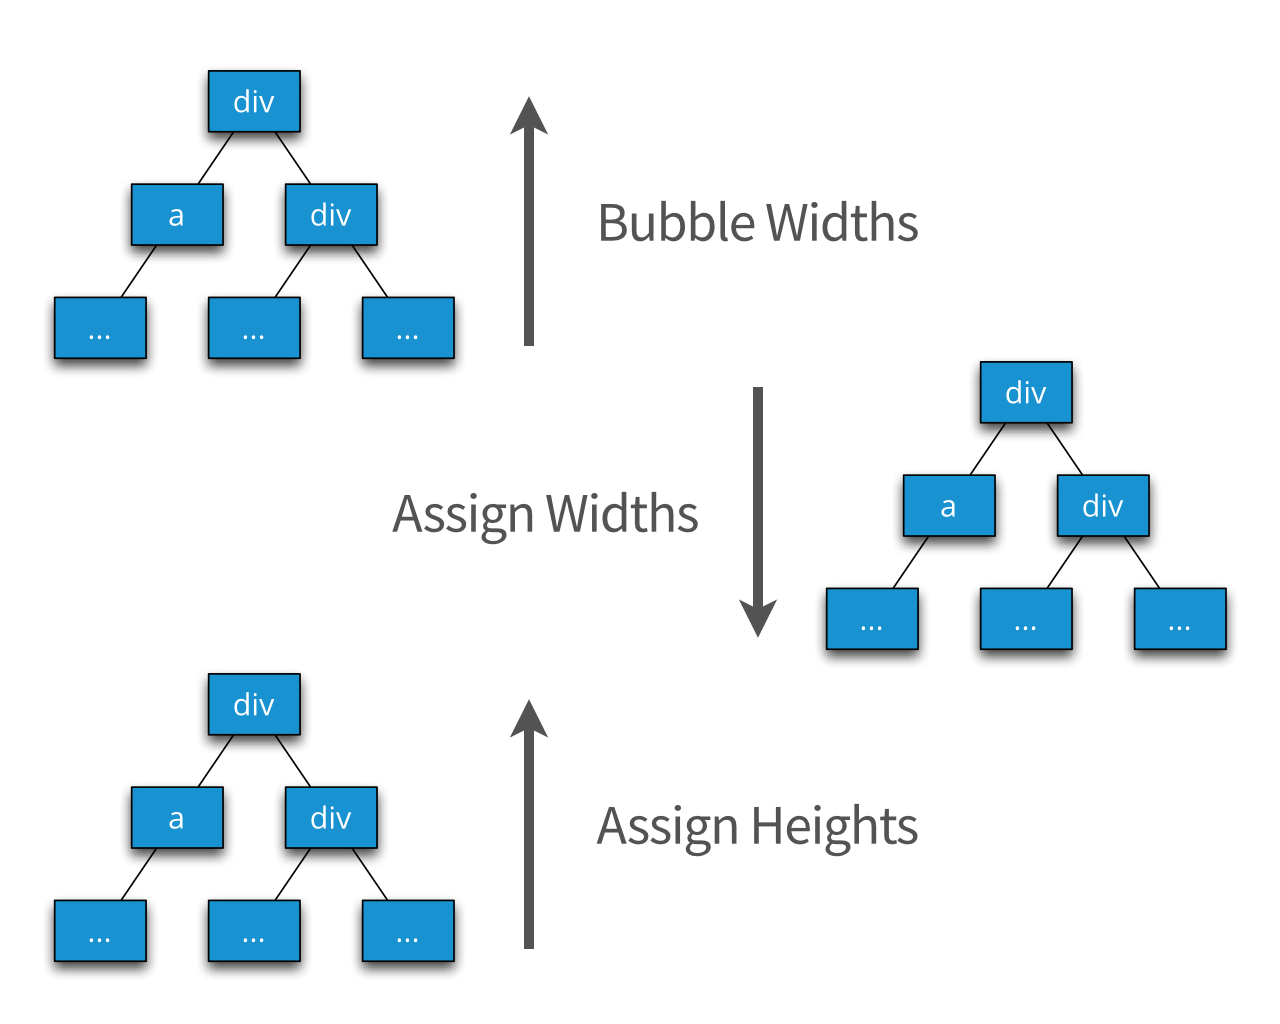 div
a div
... ... ...
Bubble Widths
Assign Widths
div
a div
... ... ...
div
a div
... ... ...
Assign Heights